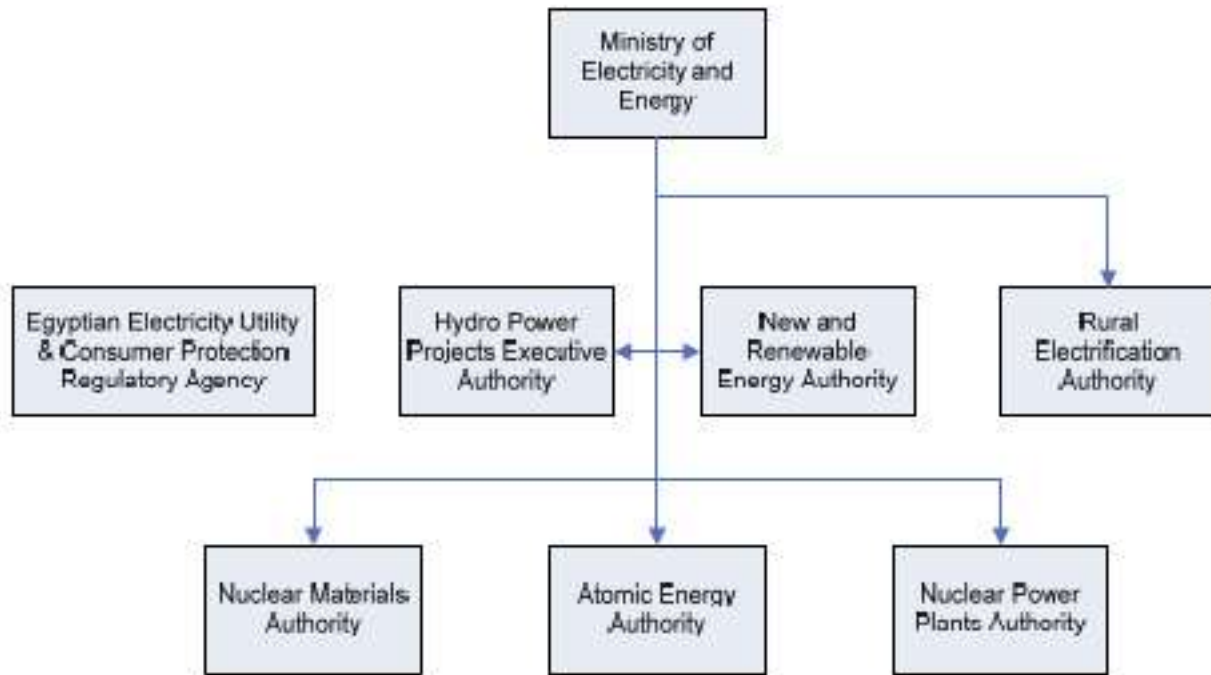 Ministry of
Electricity and
Energy
Egyptian Electricity Utility
& Consumer Protection
Regulatory Agency
Hydro Power
Projects Executive
Authority
New and
Renewable
Energy Authority
Rural
Electrification
Authority
Nuclear Materials
Authority
Atomic Energy
Authority
Nuclear Power
Plants Authority